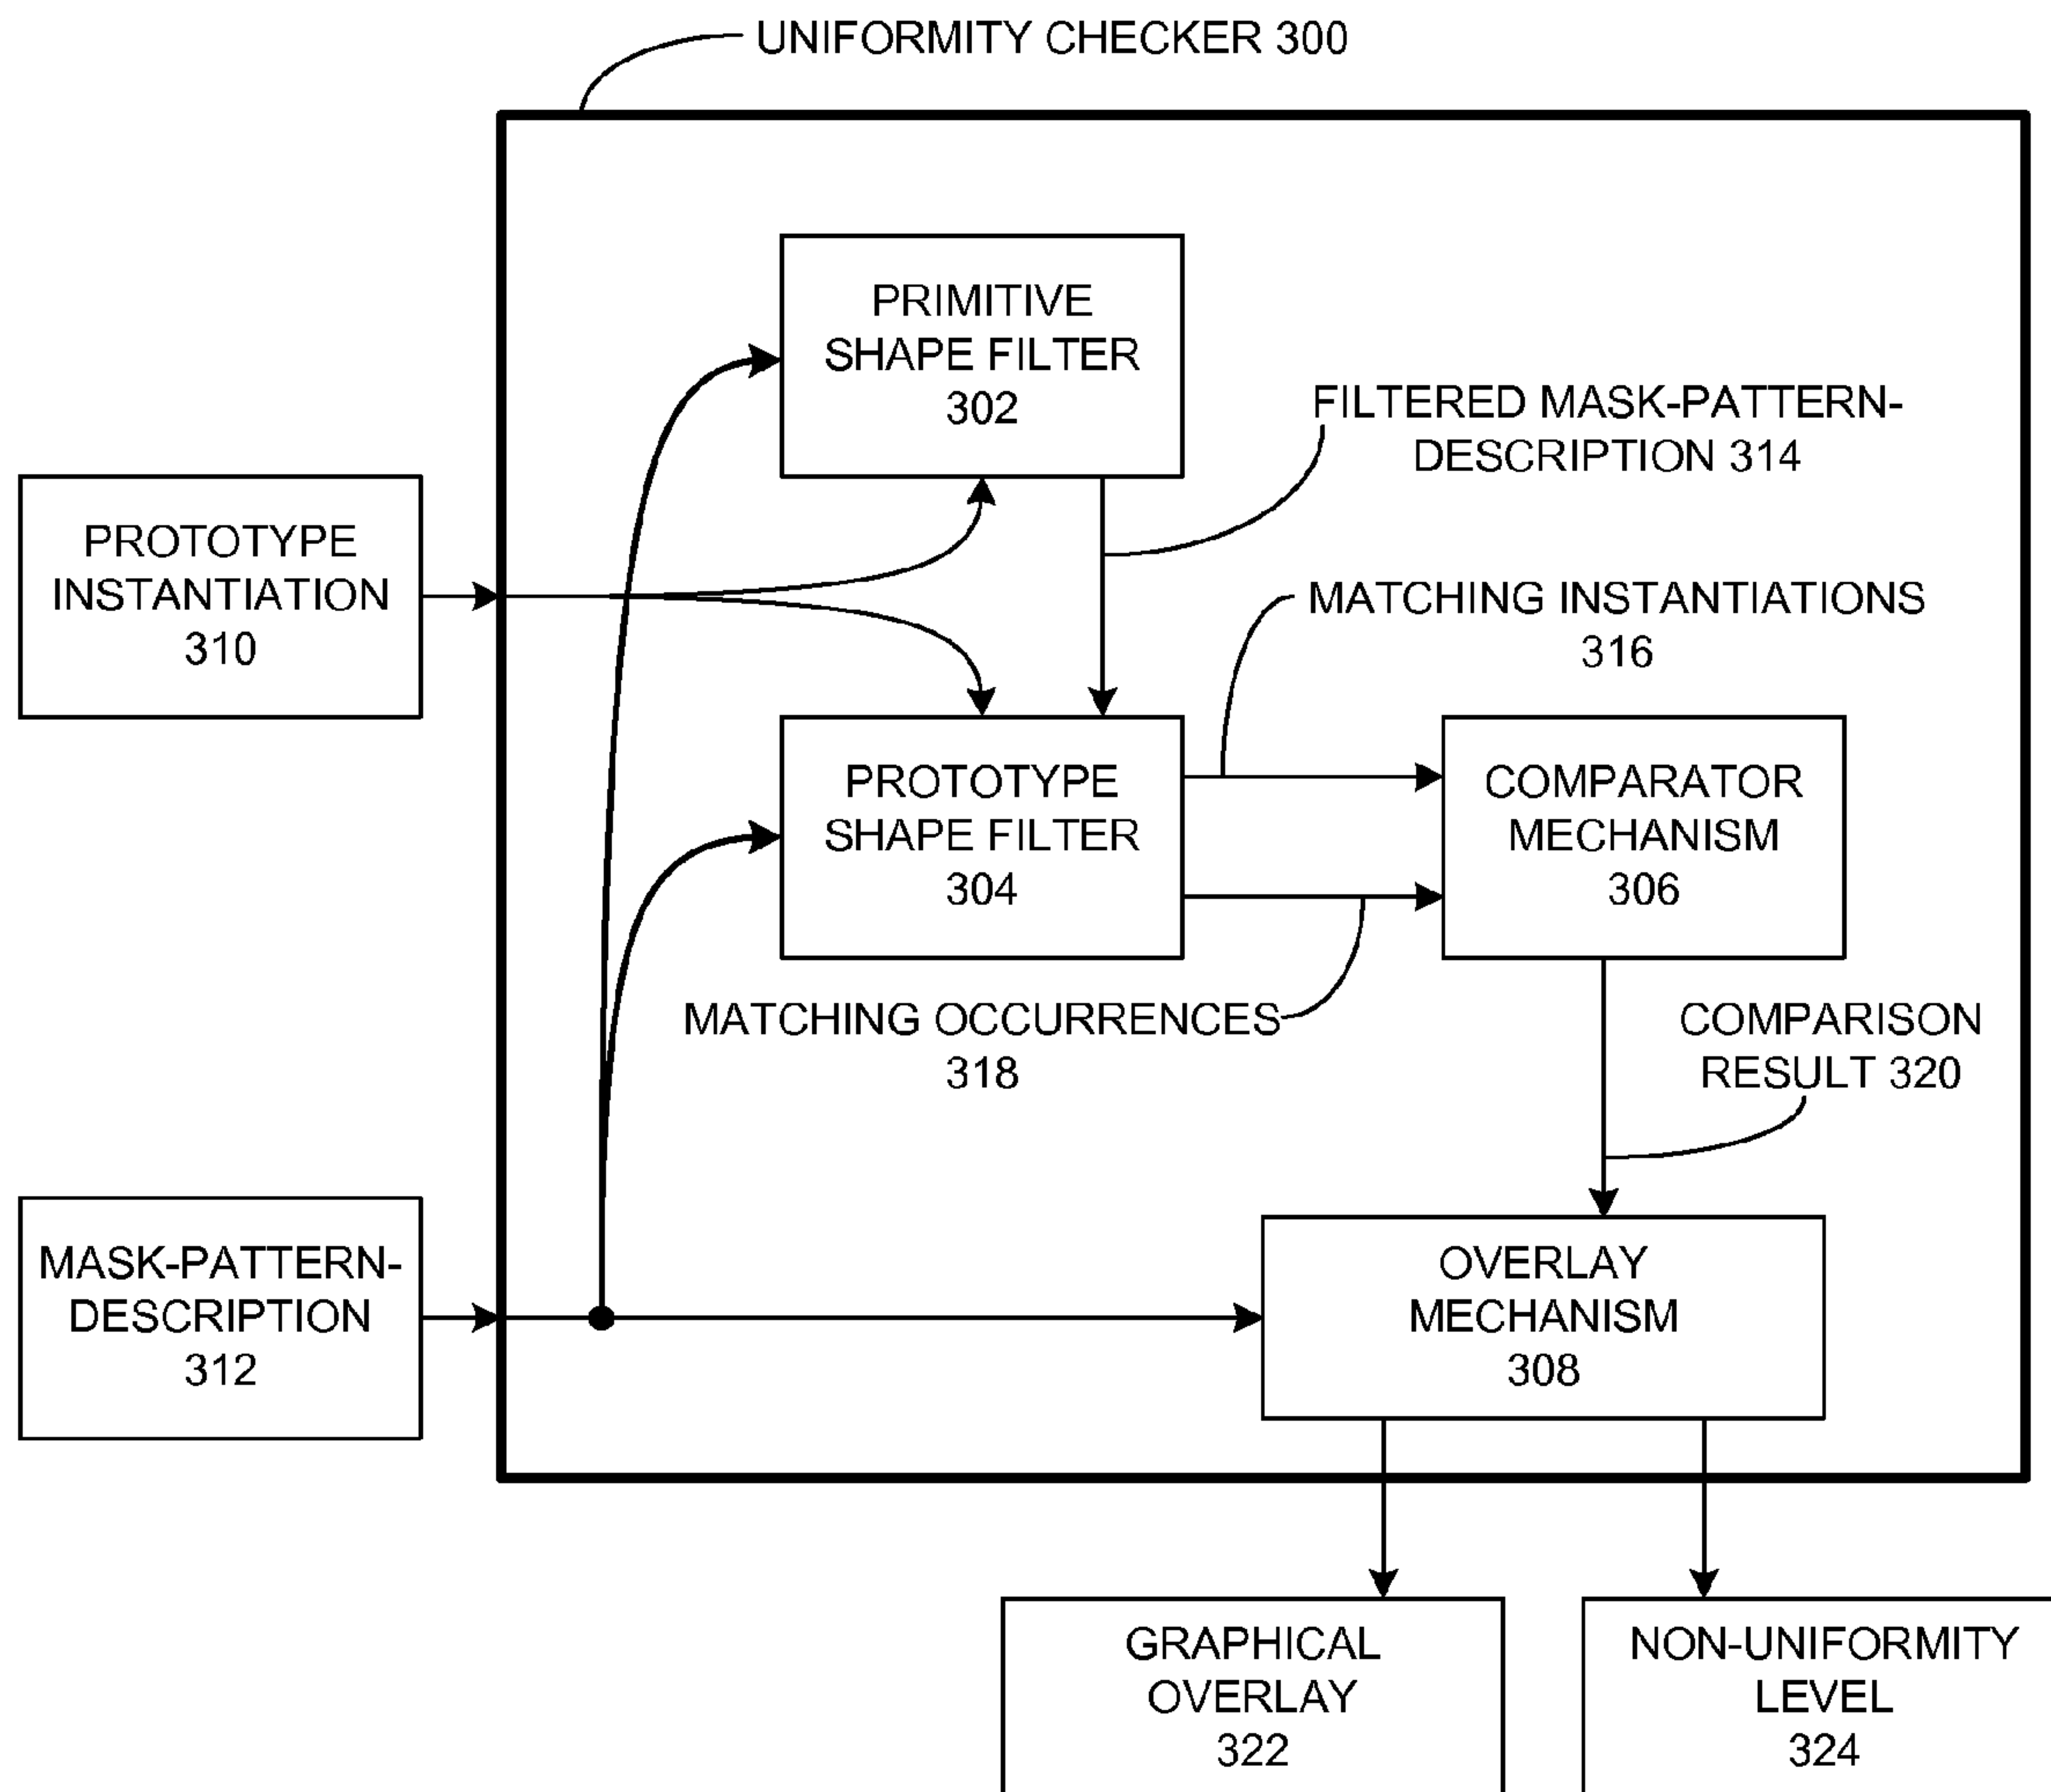 UNIFORMITY CHECKER 300
PRIMITIVE
SHAPE FILTER
302
FILTERED MASK-PATTERN-
DESCRIPTION 314
PROTOTYPE
INSTANTIATION
310
MATCHING INSTANTIATIONS
316
PROTOTYPE
SHAPE FILTER
304
COMPARATOR
MECHANISM
306
MATCHING OCCURRENCES
318
COMPARISON
RESULT 320
MASK-PATTERN-
DESCRIPTION
312
OVERLAY
MECHANISM
308
GRAPHICAL
OVERLAY
322
NON-UNIFORMITY
LEVEL
324